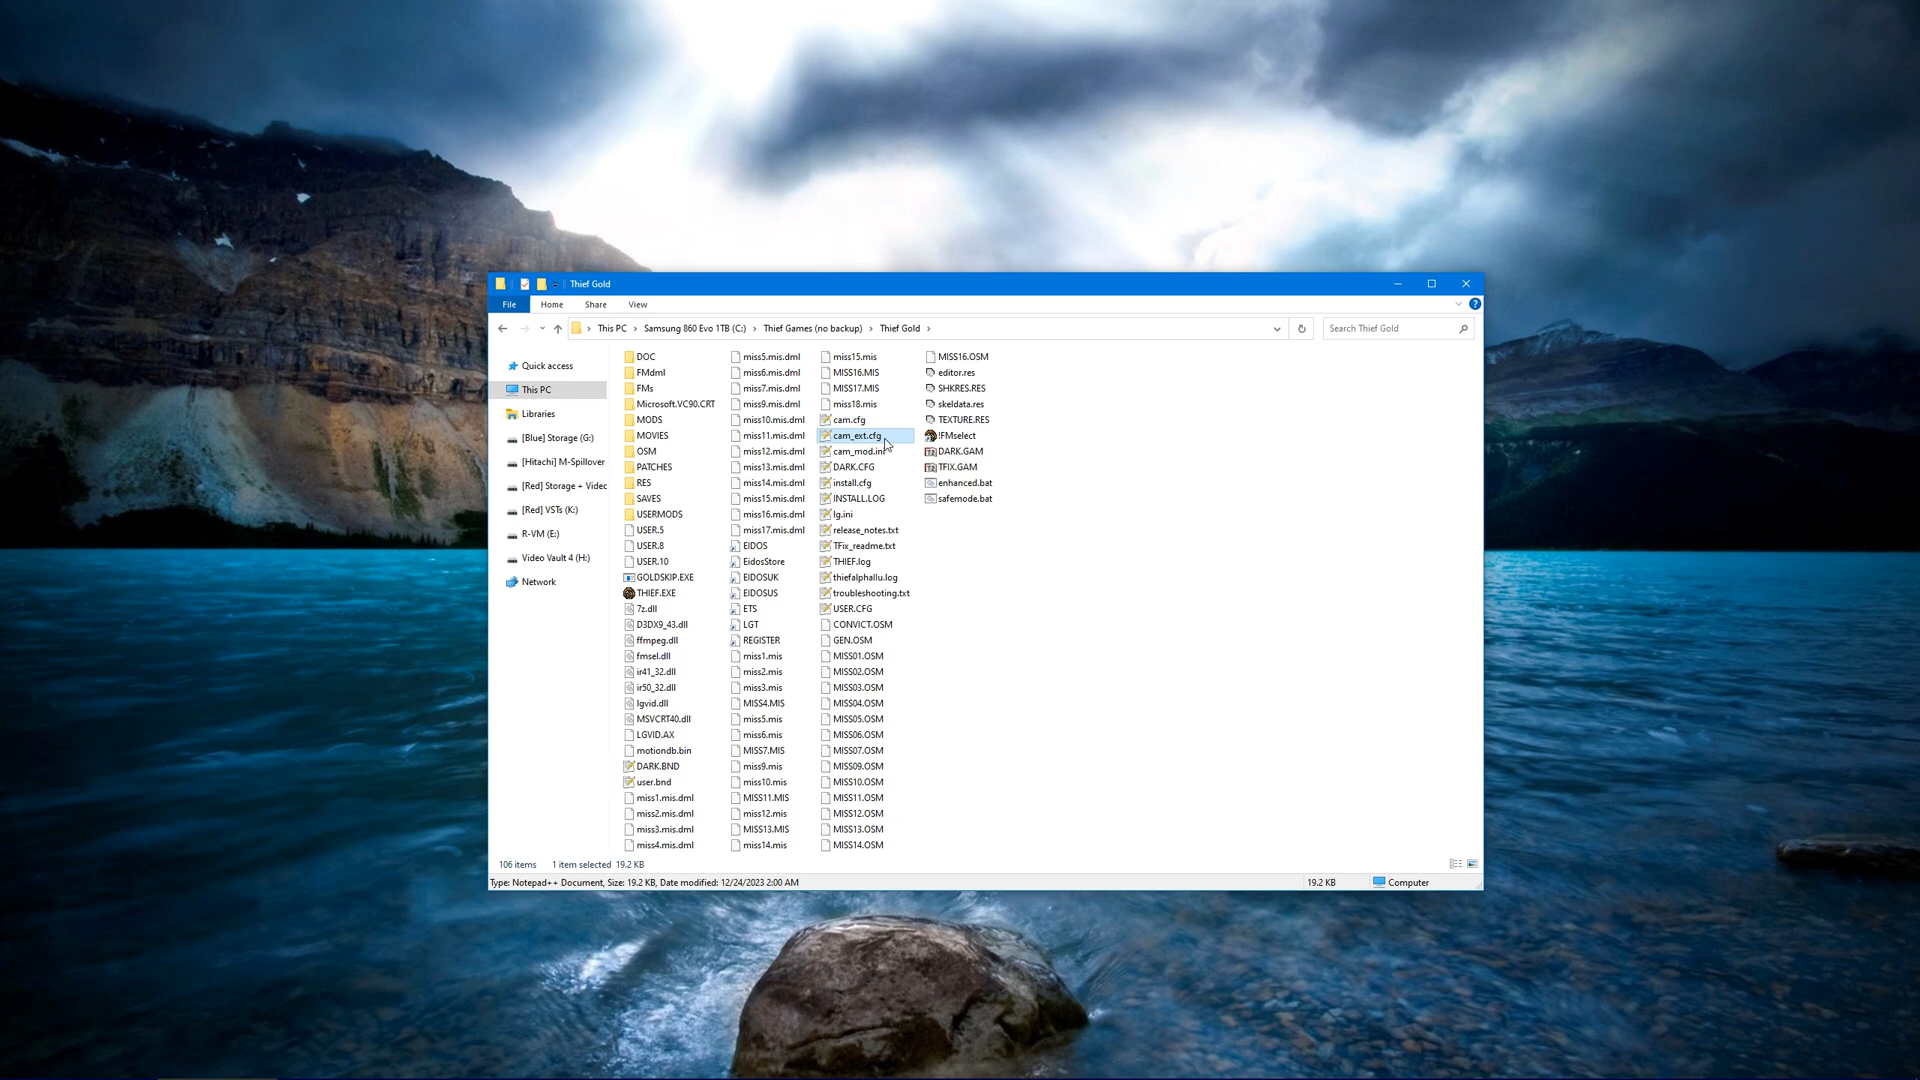 Thief Gold
File Home Share View
This PC Samsung 860 Evo 1TB (C:) Thief Games (no backup) Thief Gold
Search Thief Gold
Quick access
This PC
Libraries
[Blue] Storage (G:)
[Hitachi] M-Spillover
[Red] Storage + Videc
[Red] VSTs (K:)
R-VM (E:)
Video Vault 4 (H:)
Network
DOC
FMdml
FMs
Microsoft.VC90.CRT
MODS
MOVIES
OSM
PATCHES
RES
SAVES
USERMODS
USER.5
USER.8
USER.10
GOLDSKIP.EXE
THIEF.EXE
7z.dll
D3DX9_43.dll
ffmpeg.dll
fmsel.dll
ir41_32.dll
ir50_32.dll
lgvid.dll
MSVCRT40.dll
LGVID.AX
motiondb.bin
DARK.BND
user.bnd
miss1.mis.dml
miss2.mis.dml
miss3.mis.dml
miss4.mis.dml
miss5.mis.dml
miss6.mis.dml
miss7.mis.dml
miss9.mis.dml
miss10.mis.dml
miss11.mis.dml
miss12.mis.dml
miss13.mis.dml
miss14.mis.dml
miss15.mis.dml
miss16.mis.dml
miss17.mis.dml
EIDOS
EidosStore
EIDOSUK
EIDOSUS
ETS
LGT
REGISTER
miss1.mis
miss2.mis
miss3.mis
MISS4.MIS
miss5.mis
miss6.mis
MISS7.MIS
miss9.mis
miss10.mis
MISS11.MIS
miss12.mis
MISS13.MIS
miss14.mis
miss15.mis
MISS16.MIS
MISS17.MIS
miss18.mis
cam.cfg
cam_ext.cfg
cam_mod.ini
DARK.CFG
install.cfg
INSTALL.LOG
lg.ini
release_notes.txt
TFix_readme.txt
THIEF.log
thiefalphallu.log
troubleshooting.txt
USER.CFG
CONVICT.OSM
GEN.OSM
MISS01.OSM
MISS02.OSM
MISS03.OSM
MISS04.OSM
MISS05.OSM
MISS06.OSM
MISS07.OSM
MISS09.OSM
MISS10.OSM
MISS11.OSM
MISS12.OSM
MISS13.OSM
MISS14.OSM
MISS16.OSM
editor.res
SHKRES.RES
skeldata.res
TEXTURE.RES
!FMselect
DARK.GAM
TFIX.GAM
enhanced.bat
safemode.bat
106 items 1 item selected 19.2 KB
Type: Notepad++ Document, Size: 19.2 KB, Date modified: 12/24/2023 2:00 AM 19.2 KB Computer